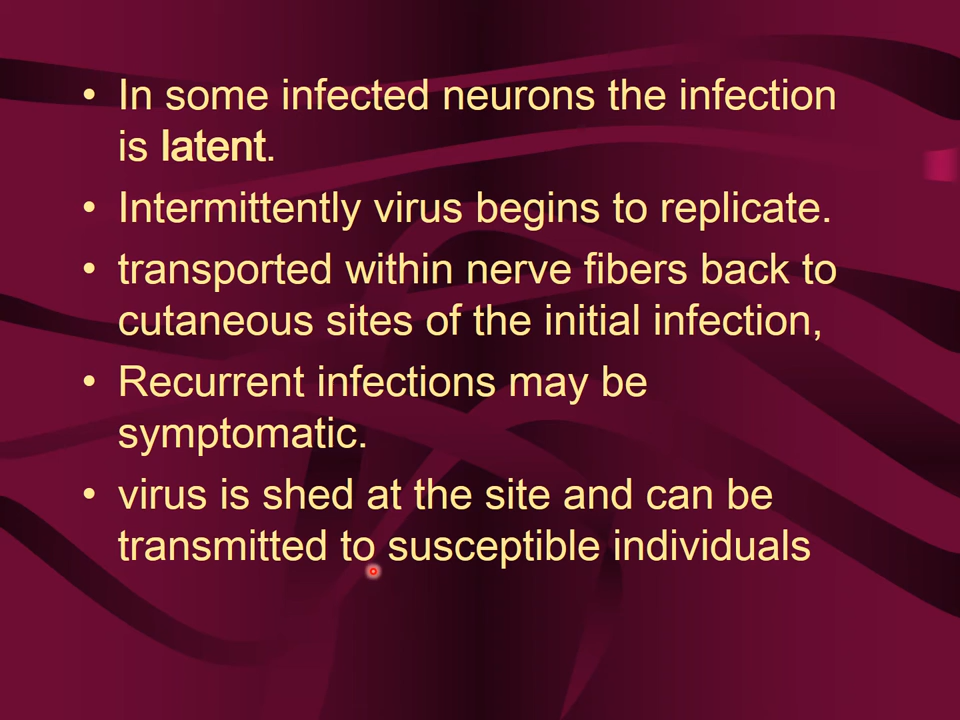 • In some infected neurons the infection
is latent.
• Intermittently virus begins to replicate.
• transported within nerve fibers back to
cutaneous sites of the initial infection,
• Recurrent infections may be
symptomatic.
• virus is shed at the site and can be
transmitted to susceptible individuals